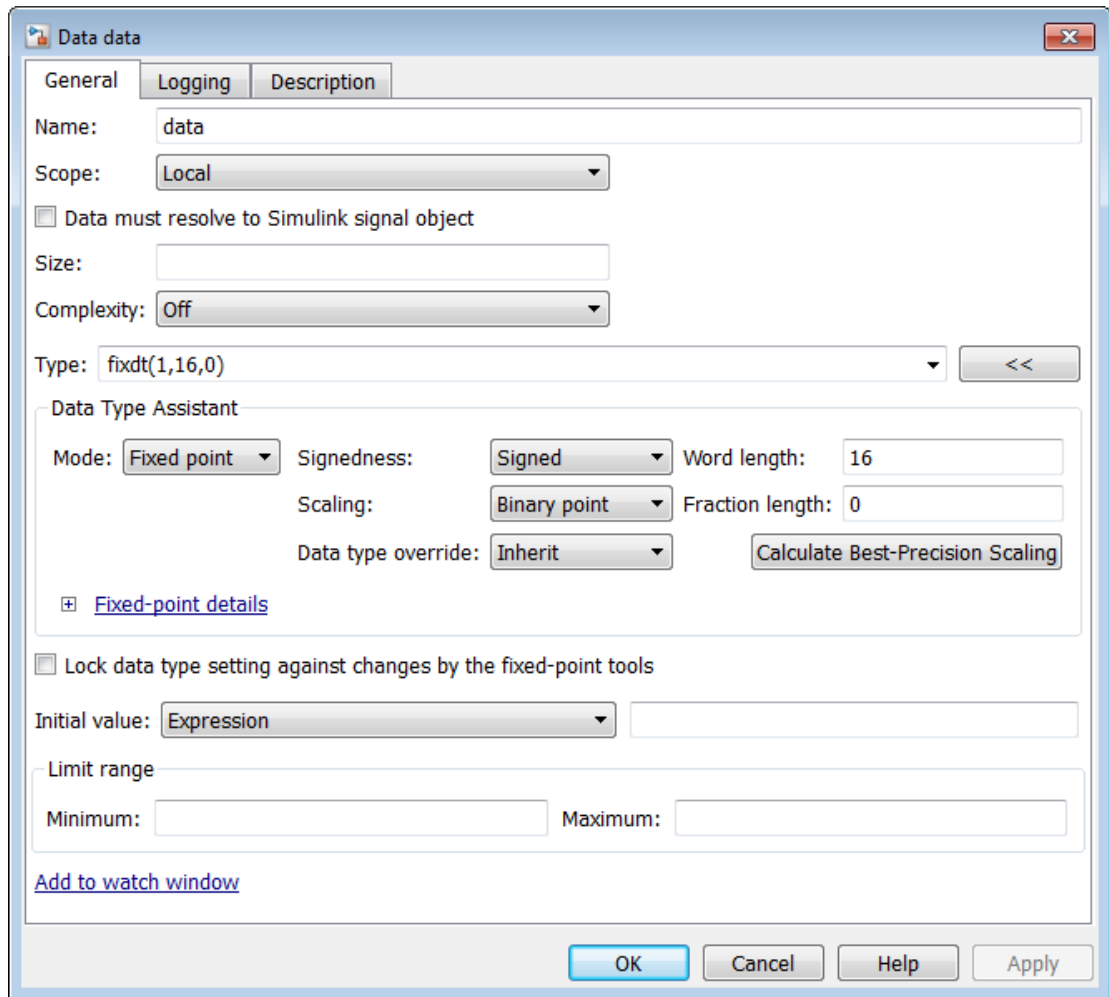 Data data
General Logging Description
Name: data
Scope: Local
Data must resolve to Simulink signal object
Size:
Complexity: Off
Type: fixdt(1,16,0) <<
Data Type Assistant
Mode: Fixed point Signedness: Signed Word length: 16
Scaling: Binary point Fraction length: 0
Data type override: Inherit Calculate Best-Precision Scaling
Fixed-point details
Lock data type setting against changes by the fixed-point tools
Initial value: Expression
Limit range
Minimum: Maximum:
Add to watch window
OK Cancel Help Apply